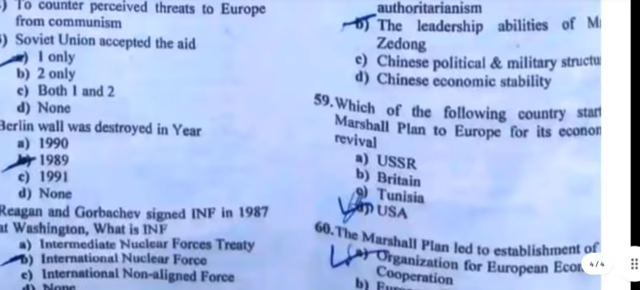 To counter perceived threats to Europe
from communism
Soviet Union accepted the aid
1 only
b) 2 only
c) Both 1 and 2
d) None
Berlin wall was destroyed in Year
a) 1990
1989
c) 1991
d) None
Reagan and Gorbachev signed INF in 1987
at Washington, What is INF
a) Intermediate Nuclear Forces Treaty
b) International Nuclear Force
c) International Non-aligned Force
d) None
authoritarianism
b) The leadership abilities of M
Zedong
c) Chinese political & military structu
d) Chinese economic stability
59. Which of the following country start
Marshall Plan to Europe for its econon
revival
a) USSR
b) Britain
c) Tunisia
d) USA
60. The Marshall Plan led to establishment of
a) Organization for European Econ
Cooperation
b)
4/4